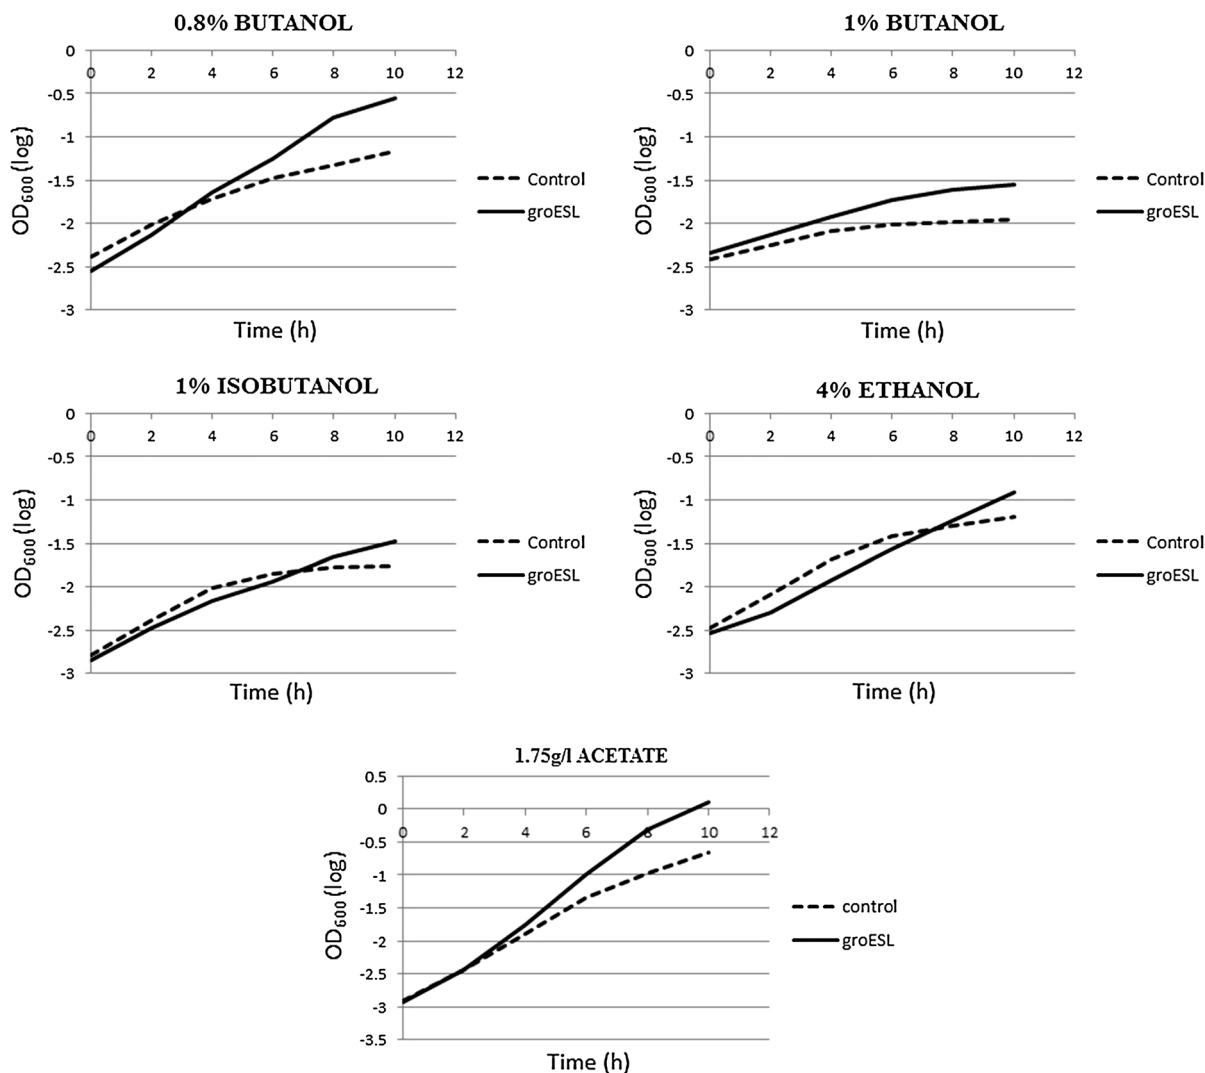 0.8% BUTANOL
0
0 2 4 6 8 10 12
-0.5
-1
-1.5
-2
-2.5
-3
OD600 (log)
Time (h)
Control
groESL
1% BUTANOL
0
0 2 4 6 8 10 12
-0.5
-1
-1.5
-2
-2.5
-3
OD600 (log)
Time (h)
Control
groESL
1% ISOBUTANOL
0
0 2 4 6 8 10 12
-0.5
-1
-1.5
-2
-2.5
-3
OD600 (log)
Time (h)
Control
groESL
4% ETHANOL
0
0 2 4 6 8 10 12
-0.5
-1
-1.5
-2
-2.5
-3
OD600 (log)
Time (h)
Control
groESL
1.75g/l ACETATE
0.5
0
0 2 4 6 8 10 12
-0.5
-1
-1.5
-2
-2.5
-3
-3.5
OD600 (log)
Time (h)
control
groESL